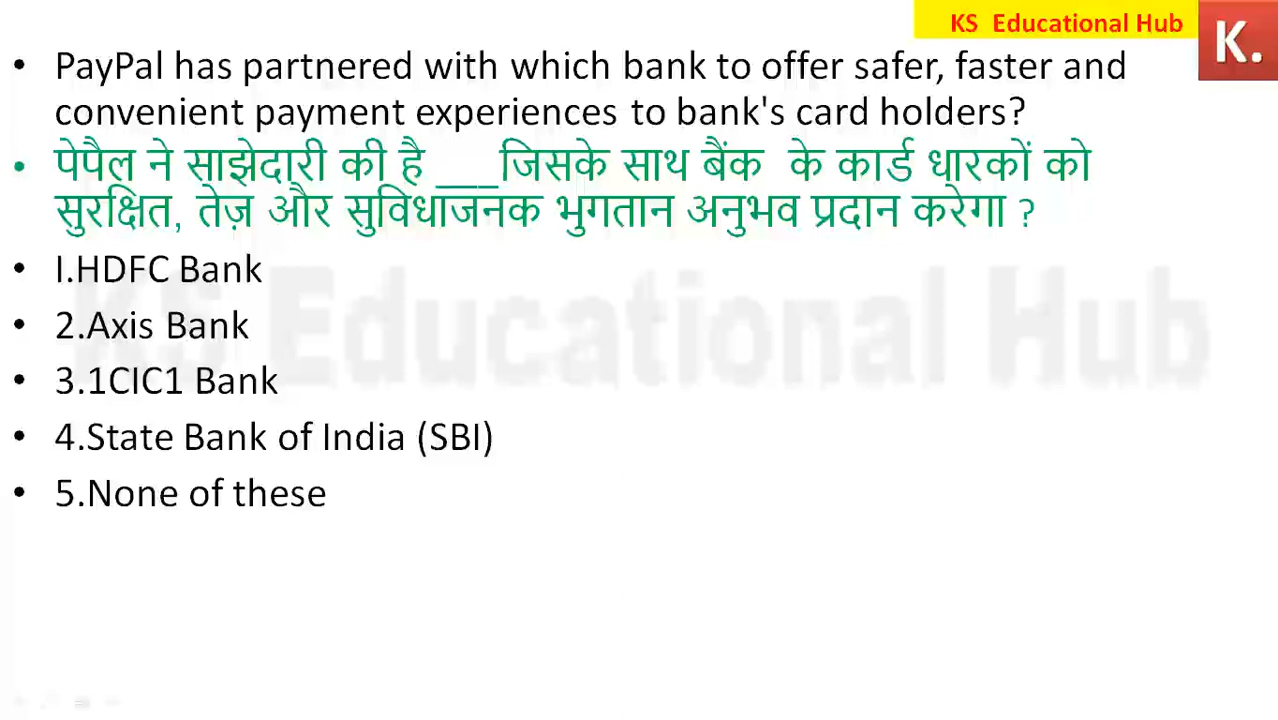 KS Educational Hub
K.
• PayPal has partnered with which bank to offer safer, faster and
convenient payment experiences to bank's card holders?
• पेपैल ने साझेदारी की है ___जिसके साथ बैंक के कार्ड धारकों को
सुरक्षित, तेज़ और सुविधाजनक भुगतान अनुभव प्रदान करेगा ?
• I.HDFC Bank
• 2.Axis Bank
• 3.1CIC1 Bank
• 4.State Bank of India (SBI)
• 5.None of these
KS Educational Hub